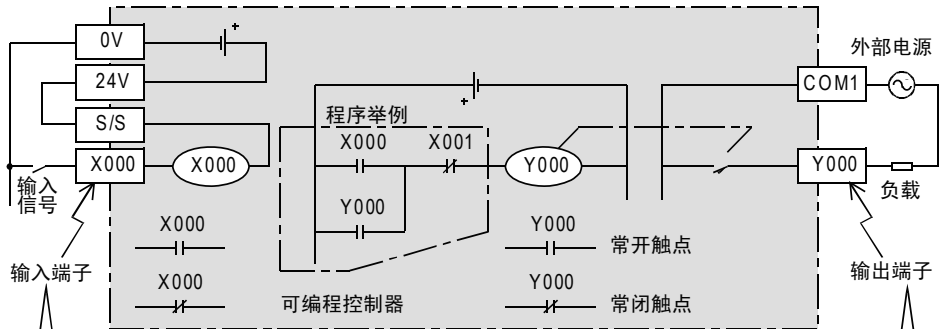 0V
24V
S/S
X000
X000
输入
信号
输入端子
程序举例
X000
X001
Y000
Y000
X000
X000
可编程控制器
Y000
常开触点
Y000
常闭触点
外部电源
COM1
Y000
负载
输出端子